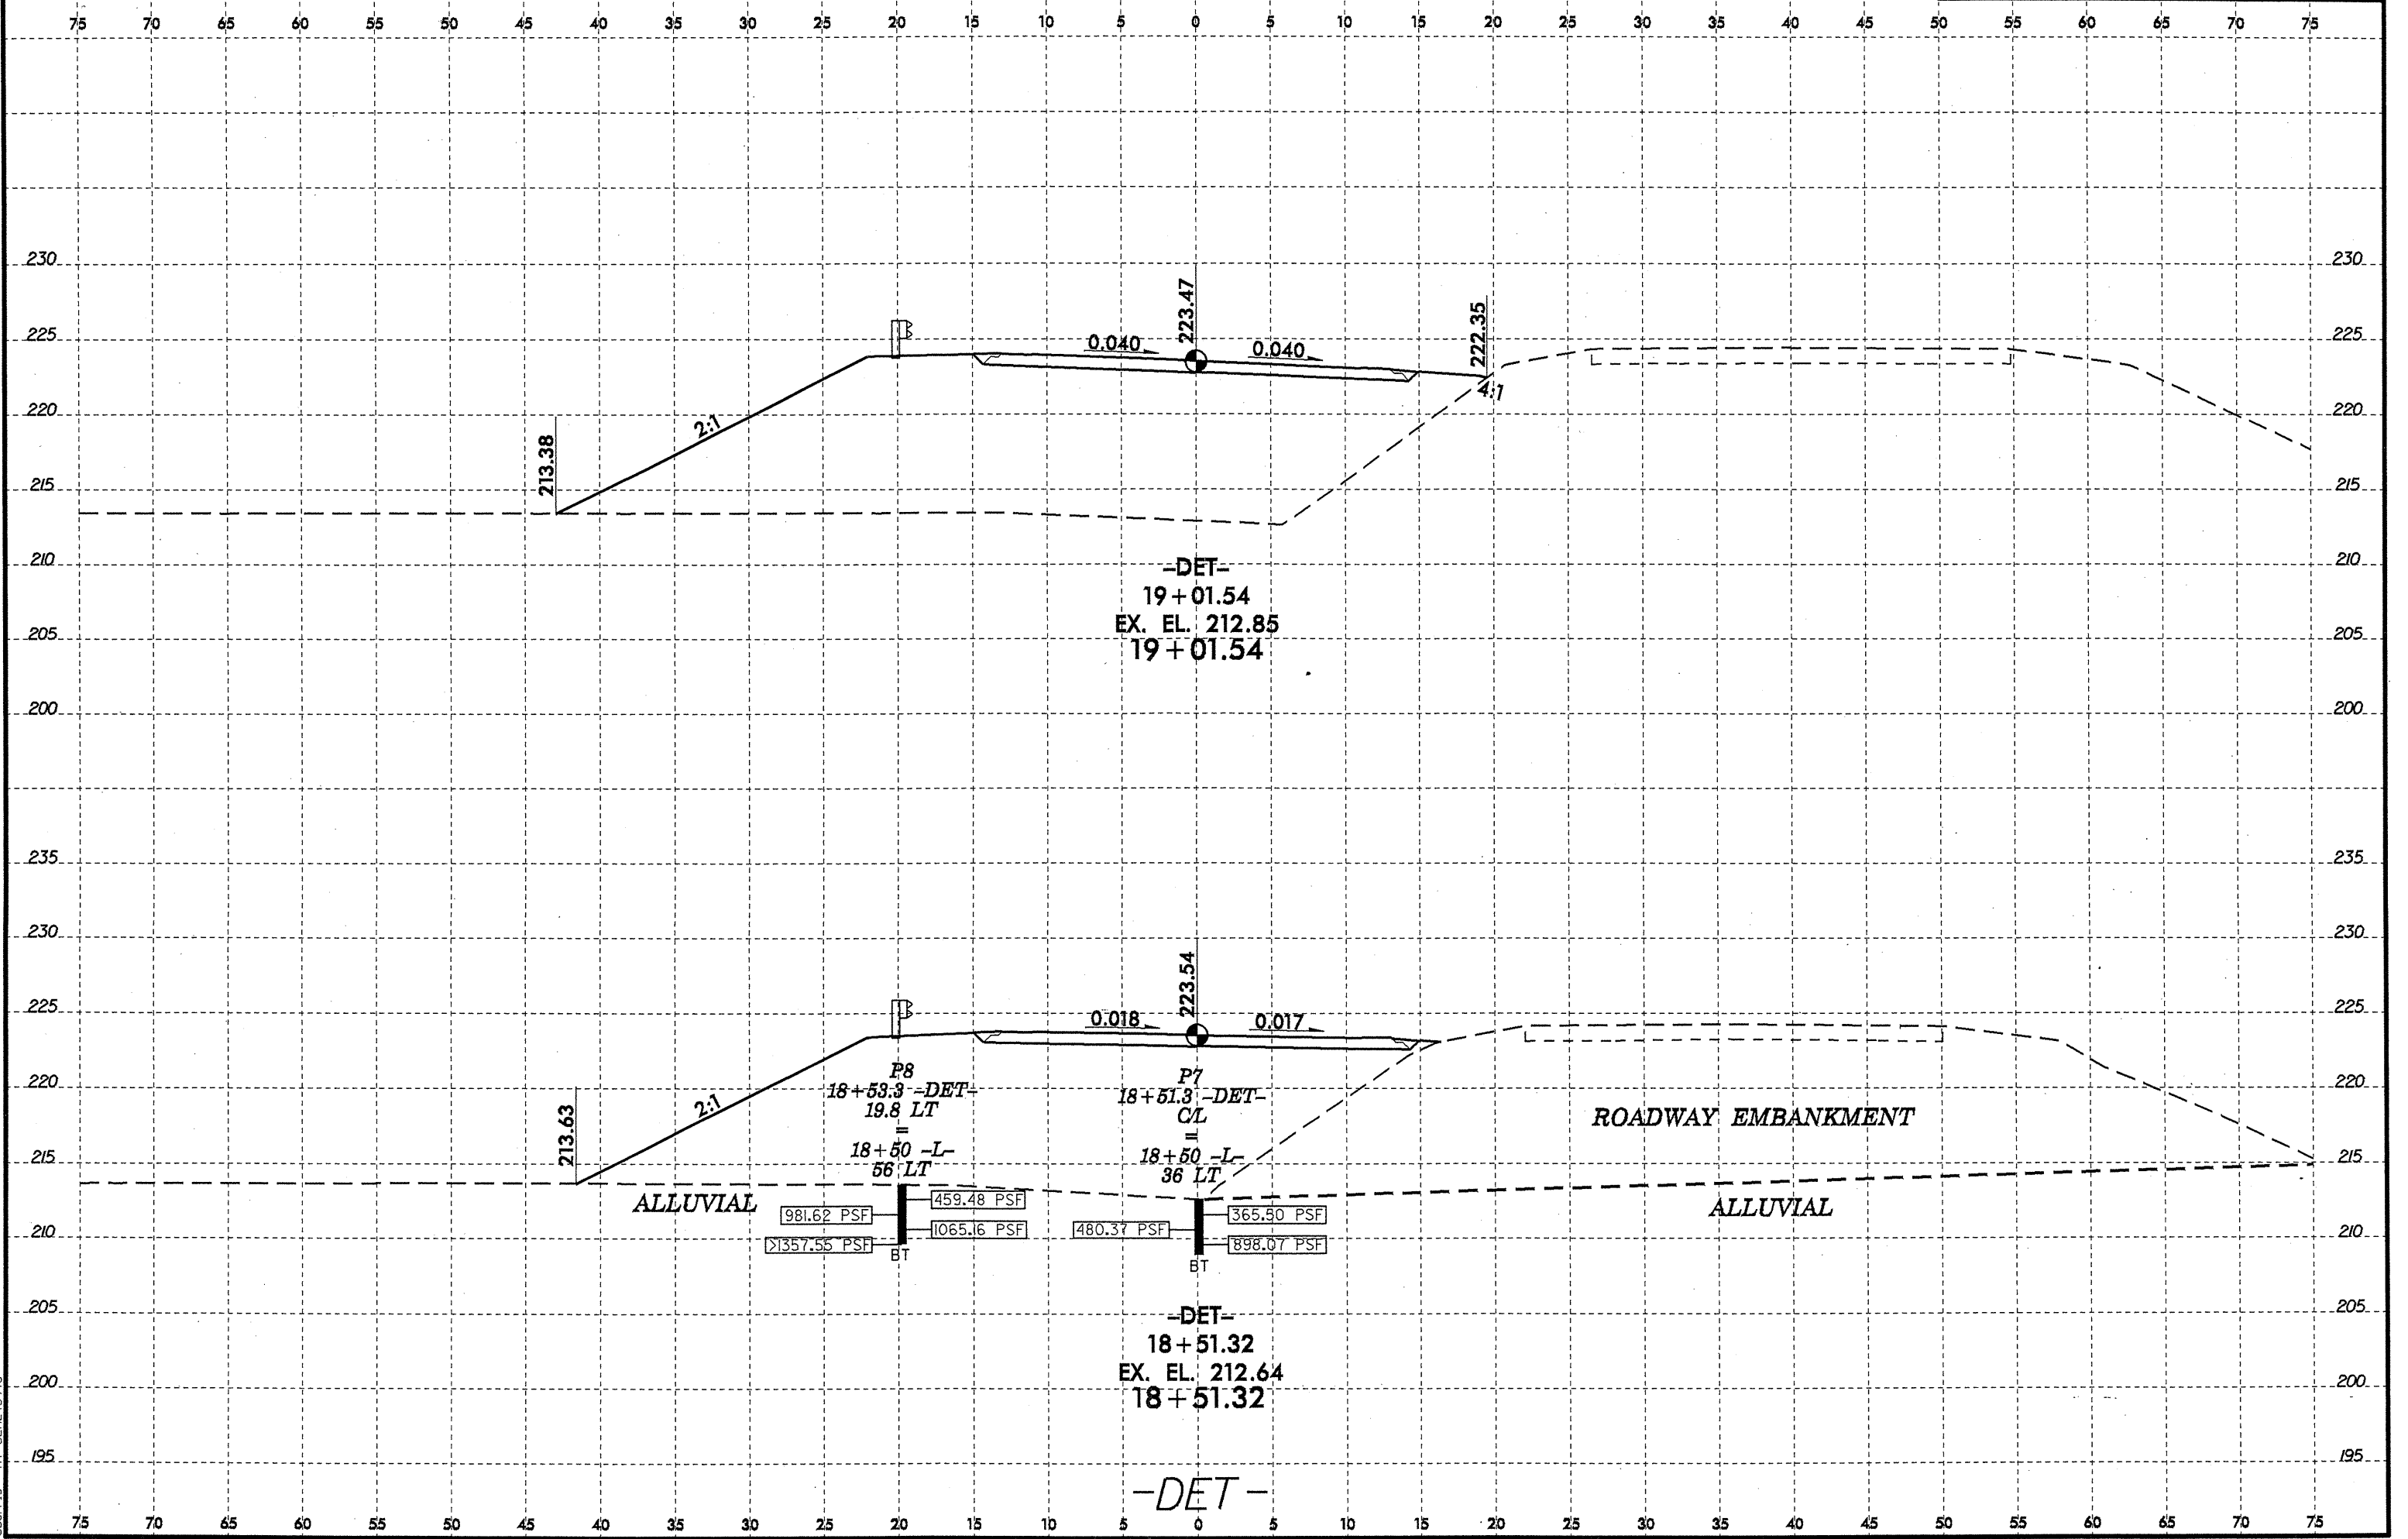 75 70 65 60 55 50 45 40 35 30 25 20 15 10 5 0 5 10 15 20 25 30 35 40 45 50 55 60 65 70 75
230 230
223.47
222.35
225 0.040 0.040 225
4:1
220 2:1 220
213.38
215 215
210 210
-DET-
19+01.54
EX. EL. 212.85
205 205
19+01.54
200 200
235 235
230 230
223.54
225 0.018 0.017 225
P8
18+53.3 -DET-
19.8 LT
=
18+50 -L-
56 LT
P7
18+51.3 -DET-
C/L
=
18+50 -L-
36 LT
220 2:1 220
ROADWAY EMBANKMENT
213.63
215 215
ALLUVIAL
ALLUVIAL
459.48 PSF
981.62 PSF
1065.16 PSF
>1357.55 PSF
BT
365.50 PSF
480.37 PSF
898.07 PSF
BT
210 210
205 205
-DET-
18+51.32
EX. EL. 212.64
18+51.32
200 200
195 195
-DET-
75 70 65 60 55 50 45 40 35 30 25 20 15 10 5 0 5 10 15 20 25 30 35 40 45 50 55 60 65 70 75